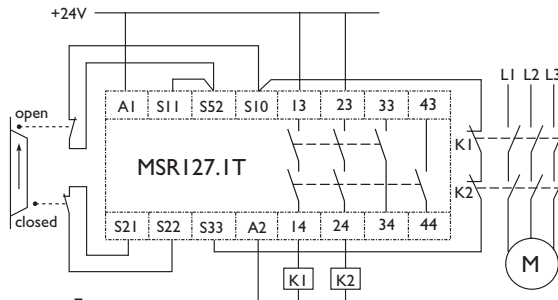 +24V
L1 L2 L3
A1 S11 S52 S10 13 23 33 43
open
K1
MSR127.1T
K2
closed
S21 S22 S33 A2 14 24 34 44
M
K1 K2